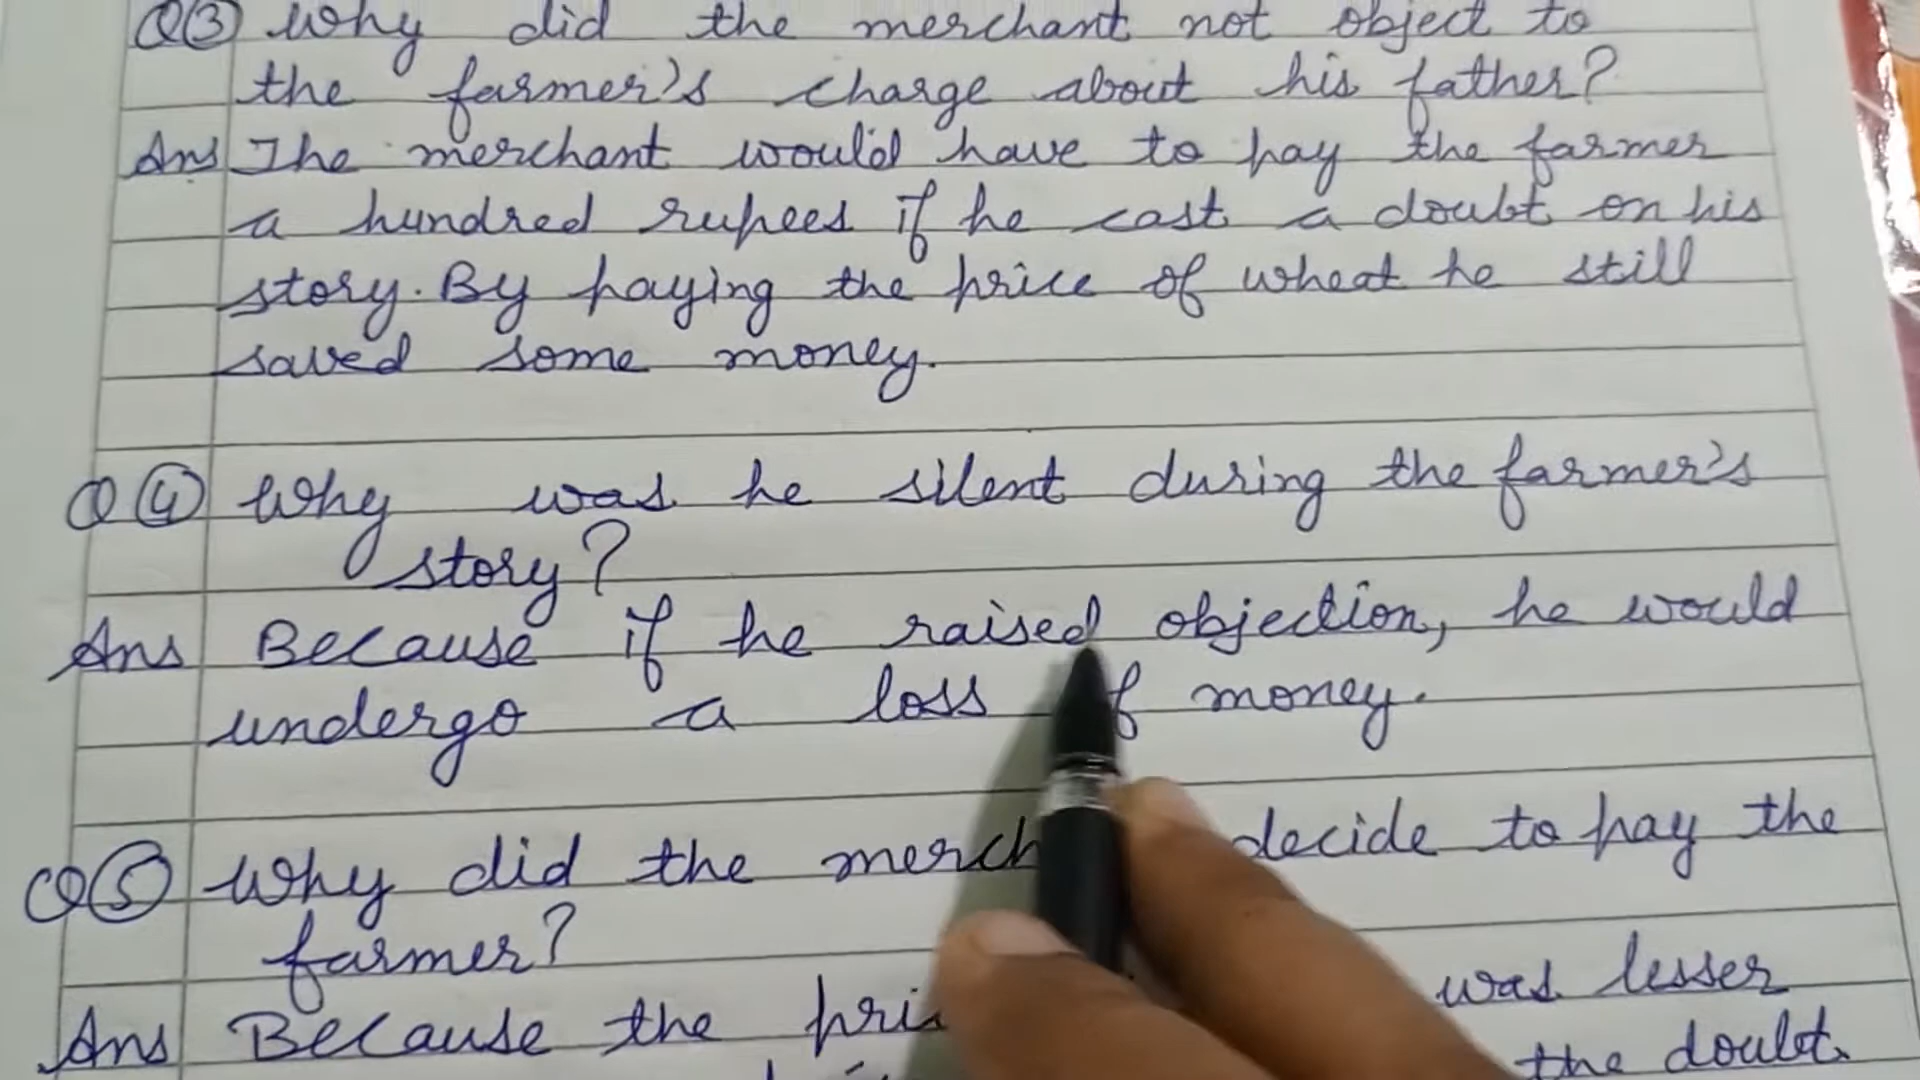 Q③ Why did the merchant not object to
the farmer's charge about his father?
Ans The merchant would have to pay the farmer
a hundred rupees if he cast a doubt on his
story. By paying the price of wheat he still
saved some money.
Q④ Why was he silent during the farmer's
story?
Ans Because if he raised objection, he would
undergo a loss of money.
Q⑤ Why did the merch decide to pay the
farmer?
Ans Because the pri was lesser
the doubt.